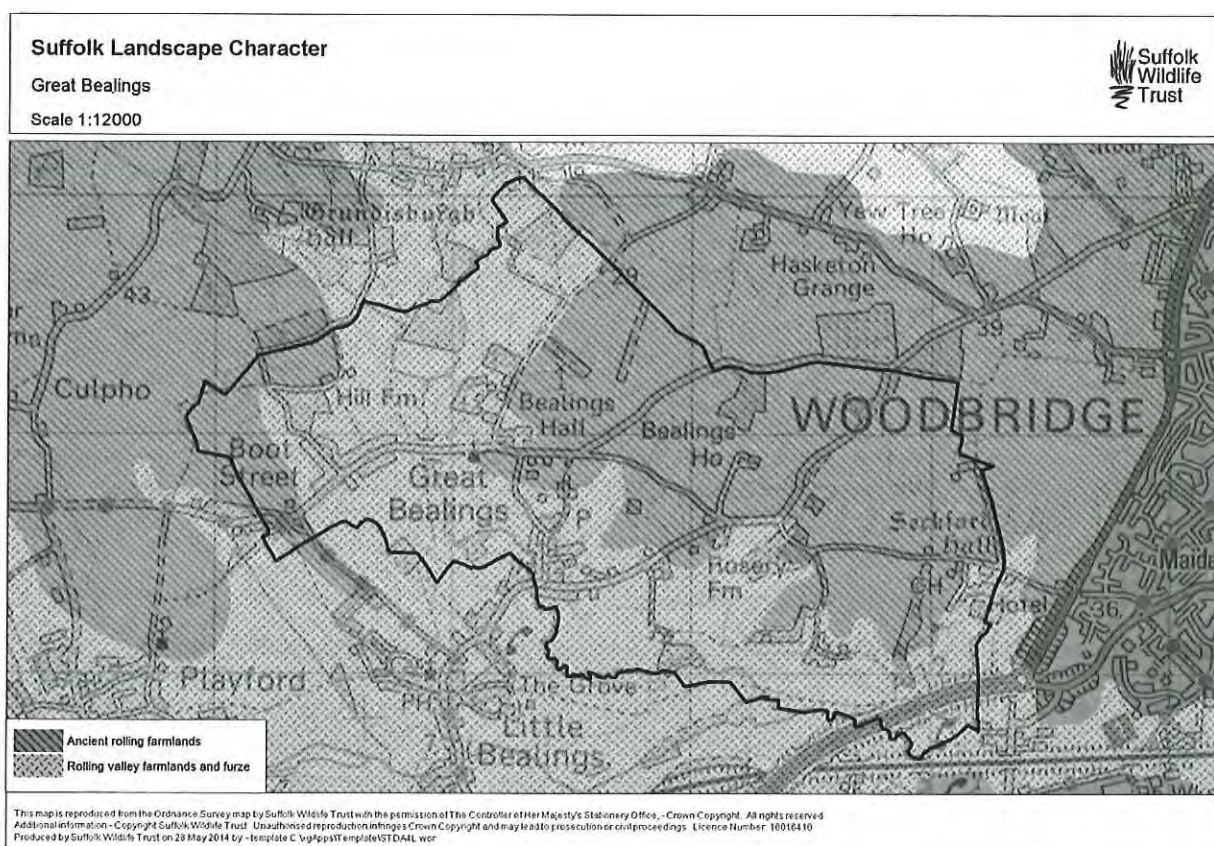 Suffolk Landscape Character
Great Bealings
Scale 1:12000
Suffolk
Wildlife
Trust
Grundisburgh
Hall
Yew Tree
Ho
43
29
Hasketon
Grange
39
Culpho
Hill Fm
Bealings
Hall
Bealings
Ho
WOODBRIDGE
Boot
Street
Great
Bealings
P
Seckford
Hall
Rosery
Fm
CH
Hotel
36
Playford
PH
The Grove
Little
Bealings
Ancient rolling farmlands
Rolling valley farmlands and furze
This map is reproduced from the Ordnance Survey map by Suffolk Wildlife Trust with the permission of The Controller of Her Majesty's Stationery Office, - Crown Copyright. All rights reserved
Additional information - Copyright Suffolk Wildlife Trust Unauthorised reproduction infringes Crown Copyright and may lead to prosecution or civil proceedings. Licence Number 10016410
Produced by Suffolk Wildlife Trust on 28 May 2014 by